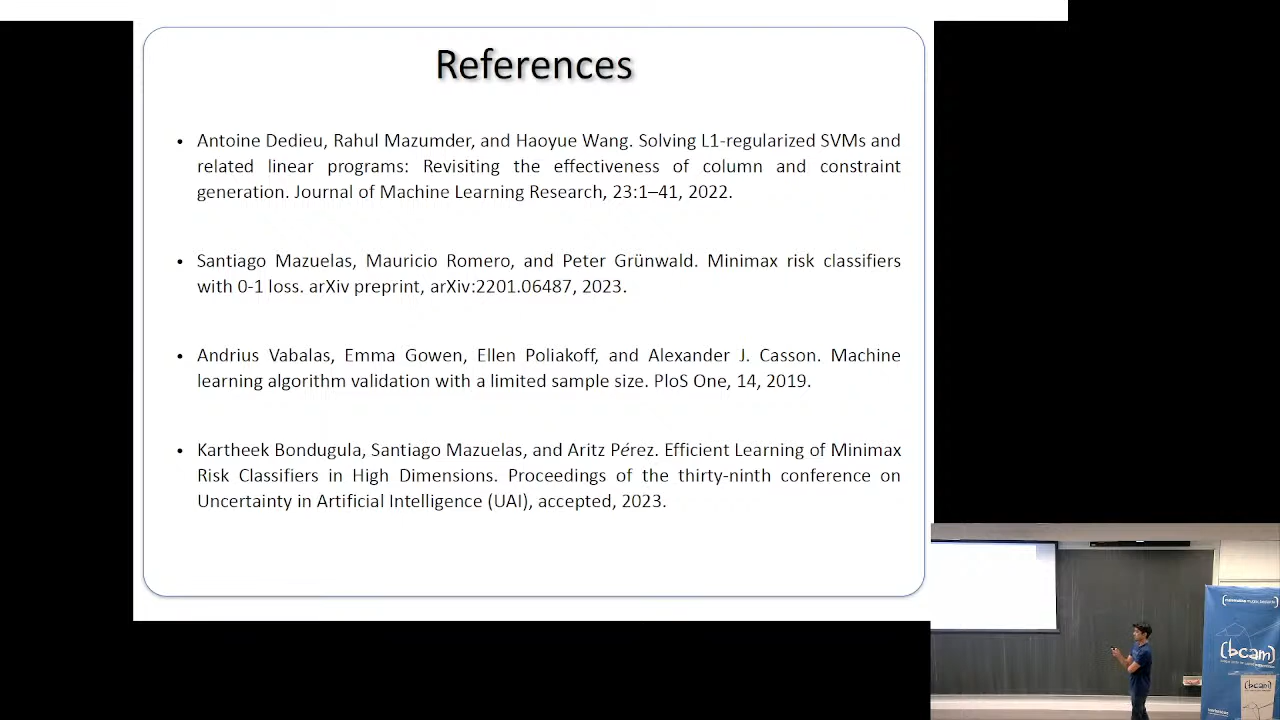 References
• Antoine Dedieu, Rahul Mazumder, and Haoyue Wang. Solving L1-regularized SVMs and
related linear programs: Revisiting the effectiveness of column and constraint
generation. Journal of Machine Learning Research, 23:1–41, 2022.
• Santiago Mazuelas, Mauricio Romero, and Peter Grünwald. Minimax risk classifiers
with 0-1 loss. arXiv preprint, arXiv:2201.06487, 2023.
• Andrius Vabalas, Emma Gowen, Ellen Poliakoff, and Alexander J. Casson. Machine
learning algorithm validation with a limited sample size. PloS One, 14, 2019.
• Kartheek Bondugula, Santiago Mazuelas, and Aritz Pérez. Efficient Learning of Minimax
Risk Classifiers in High Dimensions. Proceedings of the thirty-ninth conference on
Uncertainty in Artificial Intelligence (UAI), accepted, 2023.
(bcam)
(bcam)